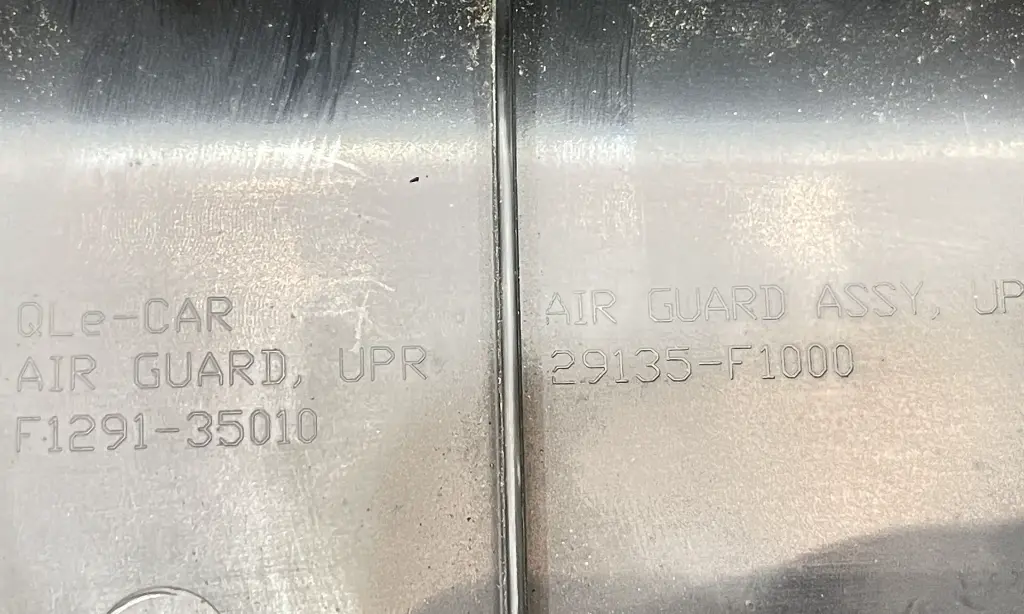 QLe-CAR
AIR GUARD, UPR
F1291-35010
AIR GUARD ASSY, UP
29135-F1000